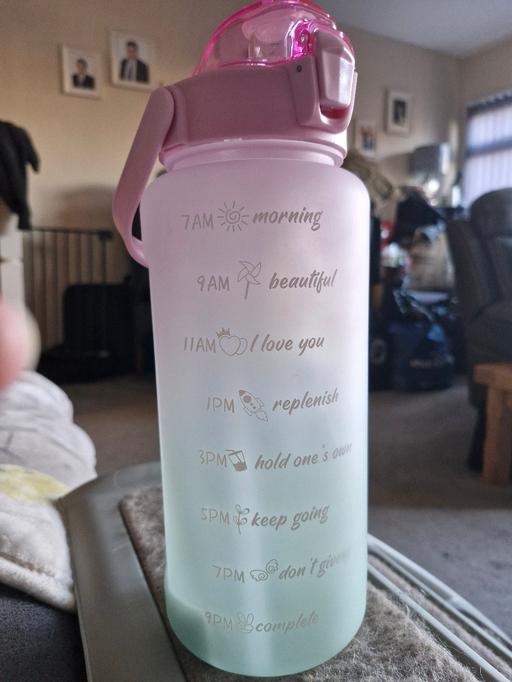 7AM morning
9AM beautiful
11AM I love you
1PM replenish
3PM hold one's own
5PM keep going
7PM don't give
9PM complete